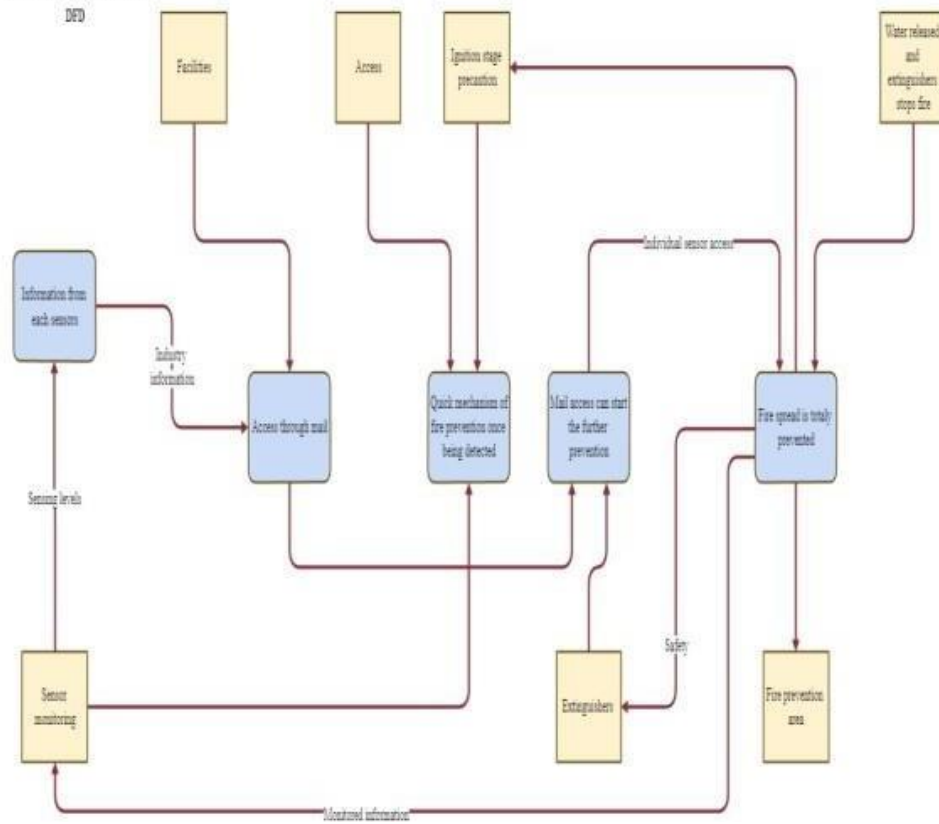 DFD
Facilities
Access
Ignition stage
precaution
Water released
and
extinguishers
stops fire
Individual sensor access
Information from
each sensors
Industry
information
Access through mail
Quick mechanism of
fire prevention once
being detected
Mail access can start
the further
prevention
Fire spread is totaly
prevented
Sensing levels
Safety
Sensor
monitoring
Extinguishers
Fire prevention
area
Monitored information